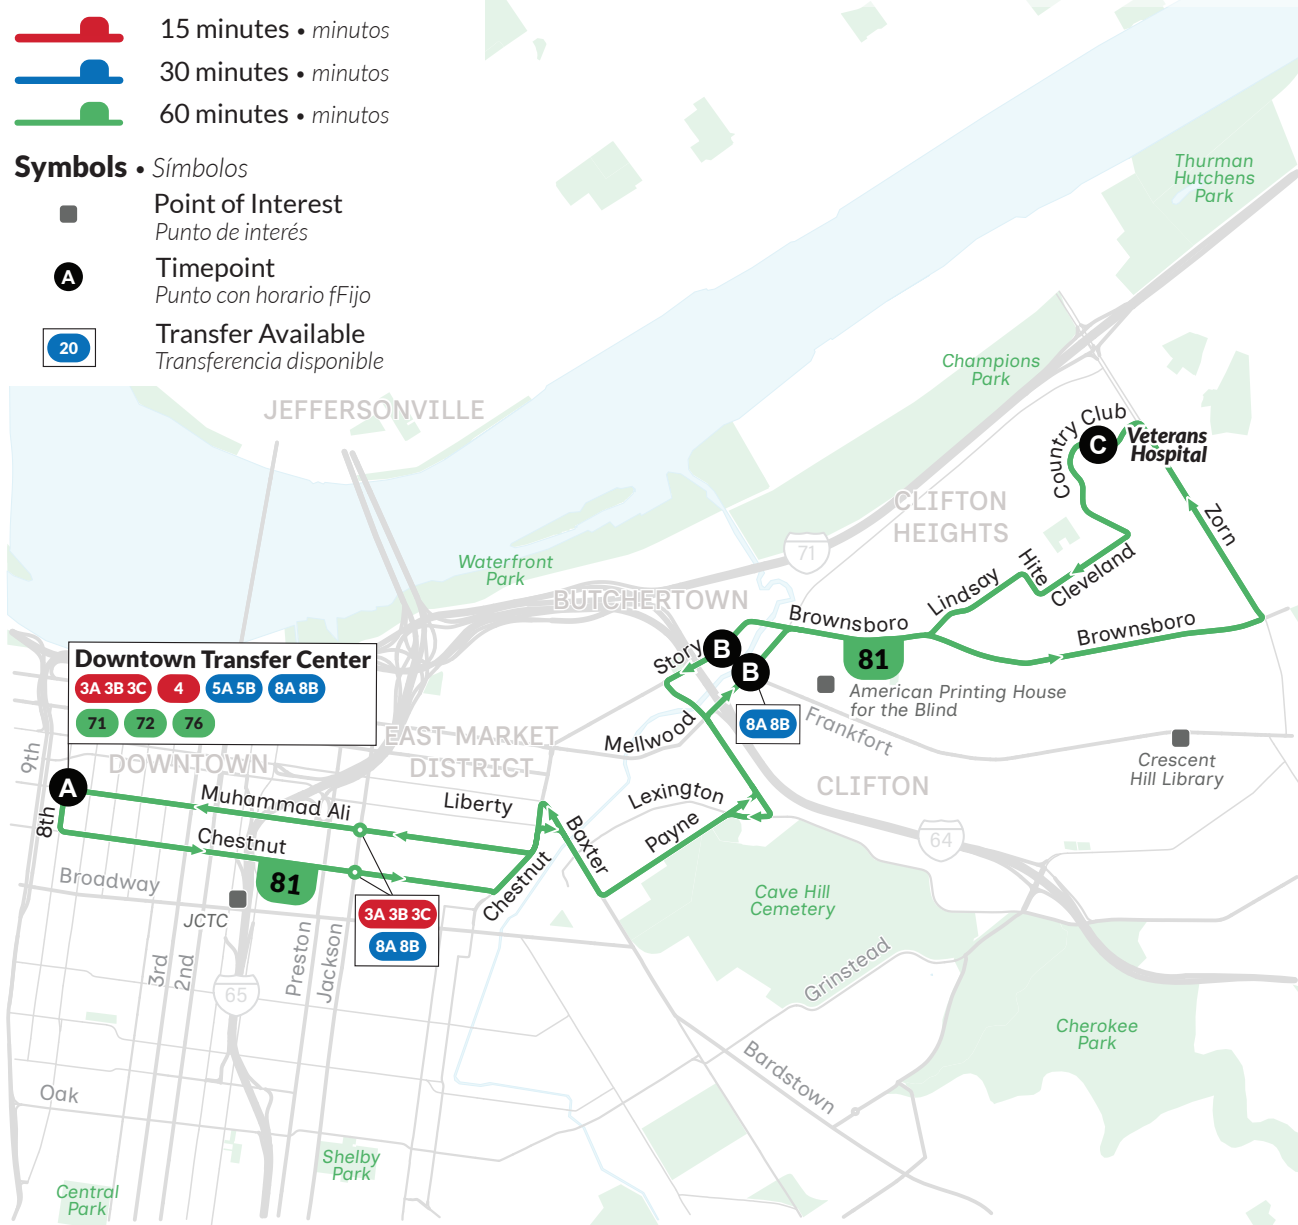 15 minutes • minutos
30 minutes • minutos
60 minutes • minutos
Symbols • Símbolos
Point of Interest
Punto de interés
A
Timepoint
Punto con horario fFijo
20
Transfer Available
Transferencia disponible
Thurman
Hutchens
Park
Champions
Park
JEFFERSONVILLE
Country Club
C
Veterans
Hospital
CLIFTON
HEIGHTS
Zorn
71
Waterfront
Park
Hite
Cleveland
Lindsay
BUTCHERTOWN
Brownsboro
Brownsboro
Story
B
B
81
American Printing House
for the Blind
8A 8B
Frankfort
Mellwood
Crescent
Hill Library
Downtown Transfer Center
3A 3B 3C
4
5A 5B
8A 8B
71
72
76
9th
DOWNTOWN
EAST MARKET
DISTRICT
CLIFTON
A
8th
Muhammad Ali
Liberty
Lexington
Chestnut
Baxter
Payne
64
Broadway
81
Chestnut
Cave Hill
Cemetery
JCTC
3A 3B 3C
8A 8B
3rd
2nd
Preston
Jackson
65
Grinstead
Cherokee
Park
Bardstown
Oak
Shelby
Park
Central
Park